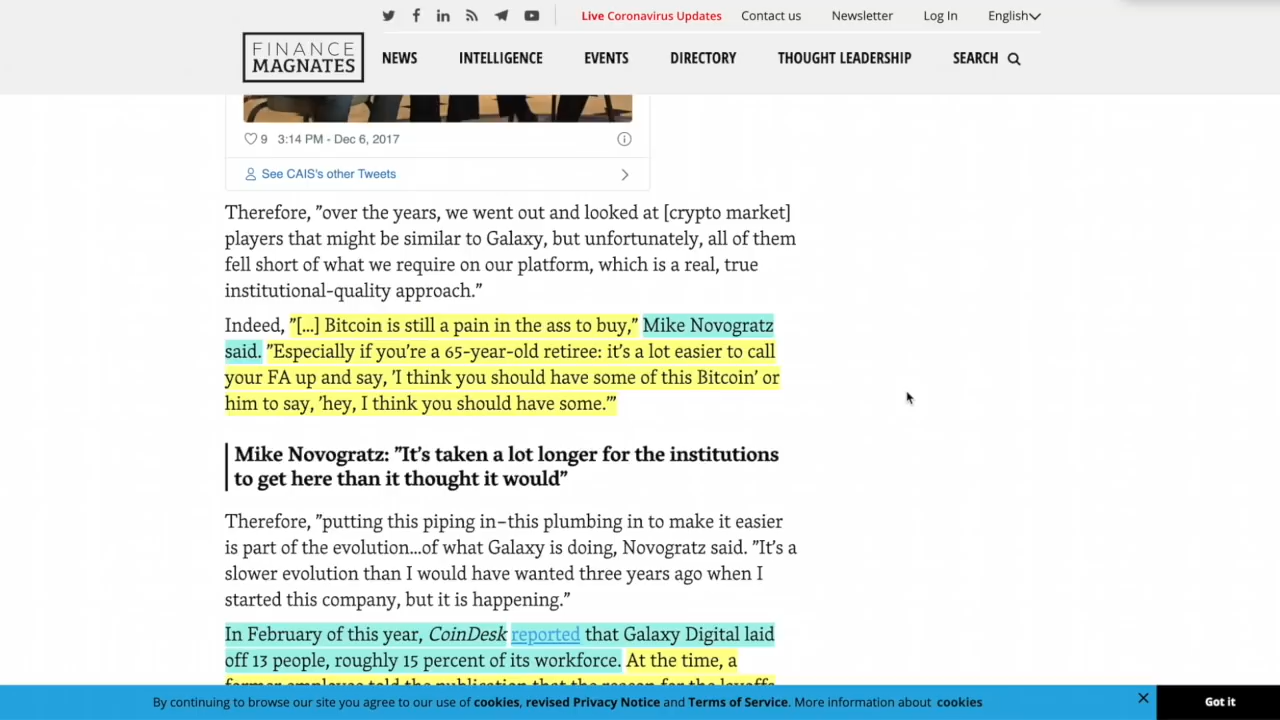 Live Coronavirus Updates Contact us Newsletter Log In English
FINANCE
MAGNATES
NEWS INTELLIGENCE EVENTS DIRECTORY THOUGHT LEADERSHIP SEARCH
9 3:14 PM - Dec 6, 2017
See CAIS's other Tweets
Therefore, ”over the years, we went out and looked at [crypto market]
players that might be similar to Galaxy, but unfortunately, all of them
fell short of what we require on our platform, which is a real, true
institutional-quality approach.”
Indeed, ”[...] Bitcoin is still a pain in the ass to buy,” Mike Novogratz
said. ”Especially if you’re a 65-year-old retiree: it’s a lot easier to call
your FA up and say, ’I think you should have some of this Bitcoin’ or
him to say, ’hey, I think you should have some.’”
Mike Novogratz: ”It’s taken a lot longer for the institutions
to get here than it thought it would”
Therefore, ”putting this piping in–this plumbing in to make it easier
is part of the evolution…of what Galaxy is doing, Novogratz said. ”It’s a
slower evolution than I would have wanted three years ago when I
started this company, but it is happening.”
In February of this year, CoinDesk reported that Galaxy Digital laid
off 13 people, roughly 15 percent of its workforce. At the time, a
former employee told the publication that the reason for the layoffs
By continuing to browse our site you agree to our use of cookies, revised Privacy Notice and Terms of Service. More information about cookies
Got it